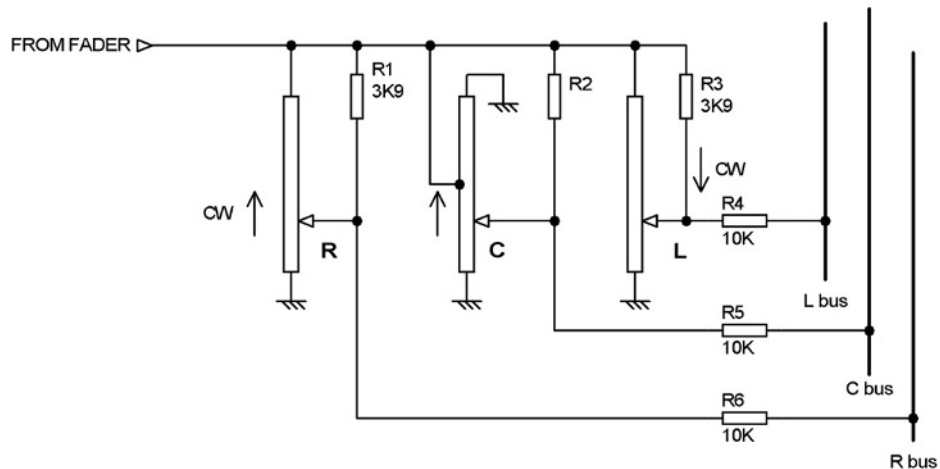 FROM FADER
R1
3K9
R2
R3
3K9
CW
CW
R4
10K
R
C
L
L bus
R5
10K
C bus
R6
10K
R bus